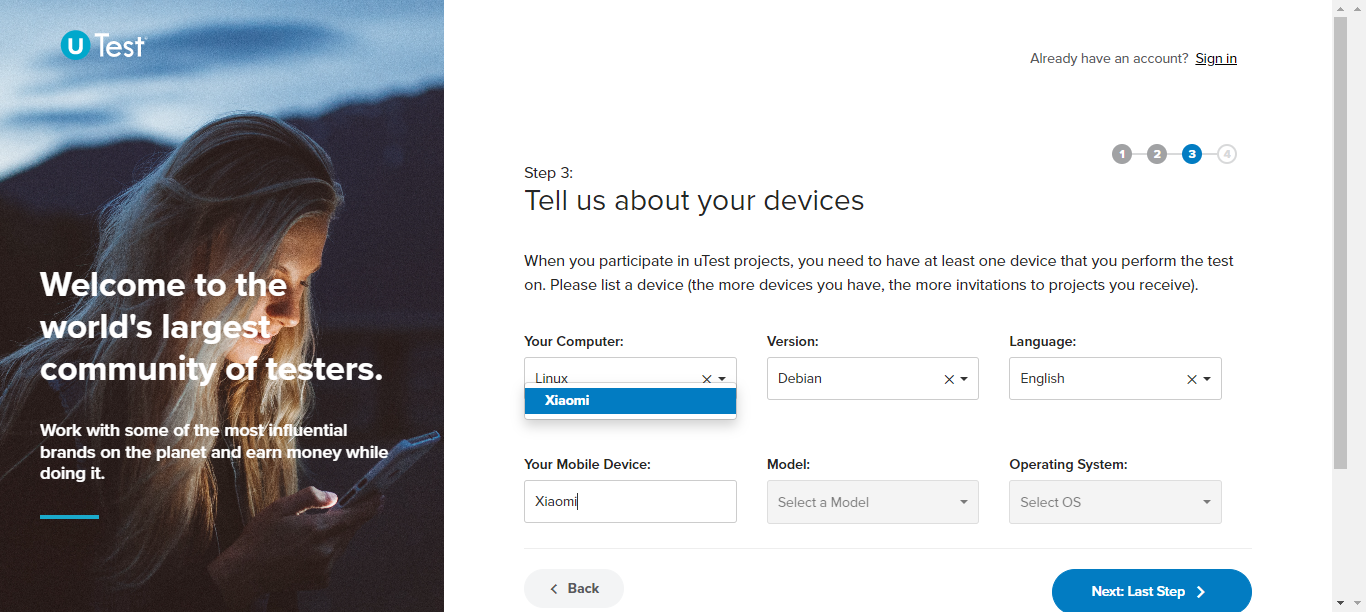 U Test
Already have an account? Sign in
1 2 3 4
Step 3:
Tell us about your devices
When you participate in uTest projects, you need to have at least one device that you perform the test
on. Please list a device (the more devices you have, the more invitations to projects you receive).
Welcome to the
world's largest
community of testers.
Work with some of the most influential
brands on the planet and earn money while
doing it.
Your Computer: Version: Language:
Linux Debian English
Xiaomi
Your Mobile Device: Model: Operating System:
Xiaomi Select a Model Select OS
Back Next: Last Step